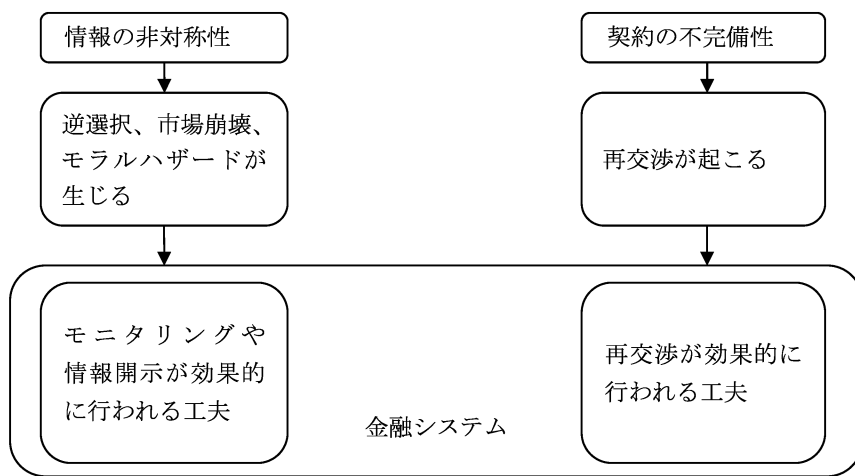 情報の非対称性
契約の不完備性
逆選択、市場崩壊、
モラルハザードが
生じる
再交渉が起こる
モニタリングや
情報開示が効果的
に行われる工夫
再交渉が効果的に
行われる工夫
金融システム